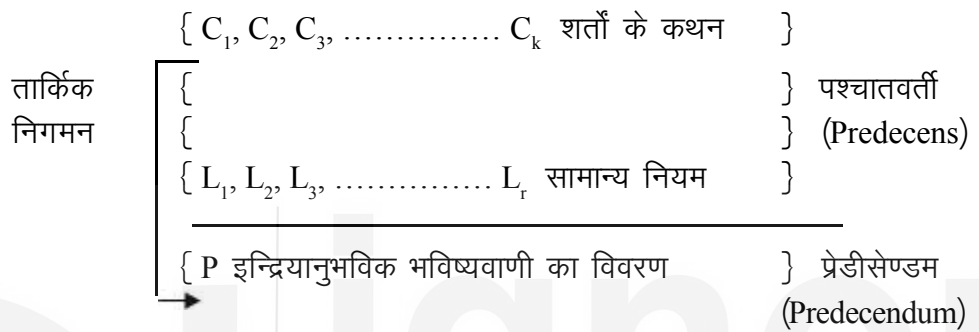 { C₁, C₂, C₃, ............... Cₖ शर्तों के कथन }
तार्किक { } पश्चातवर्ती
निगमन { } (Predecens)
{ L₁, L₂, L₃, ............... Lᵣ सामान्य नियम }
{ P इन्द्रियानुभविक भविष्यवाणी का विवरण } प्रेडीसेण्डम
(Predecendum)